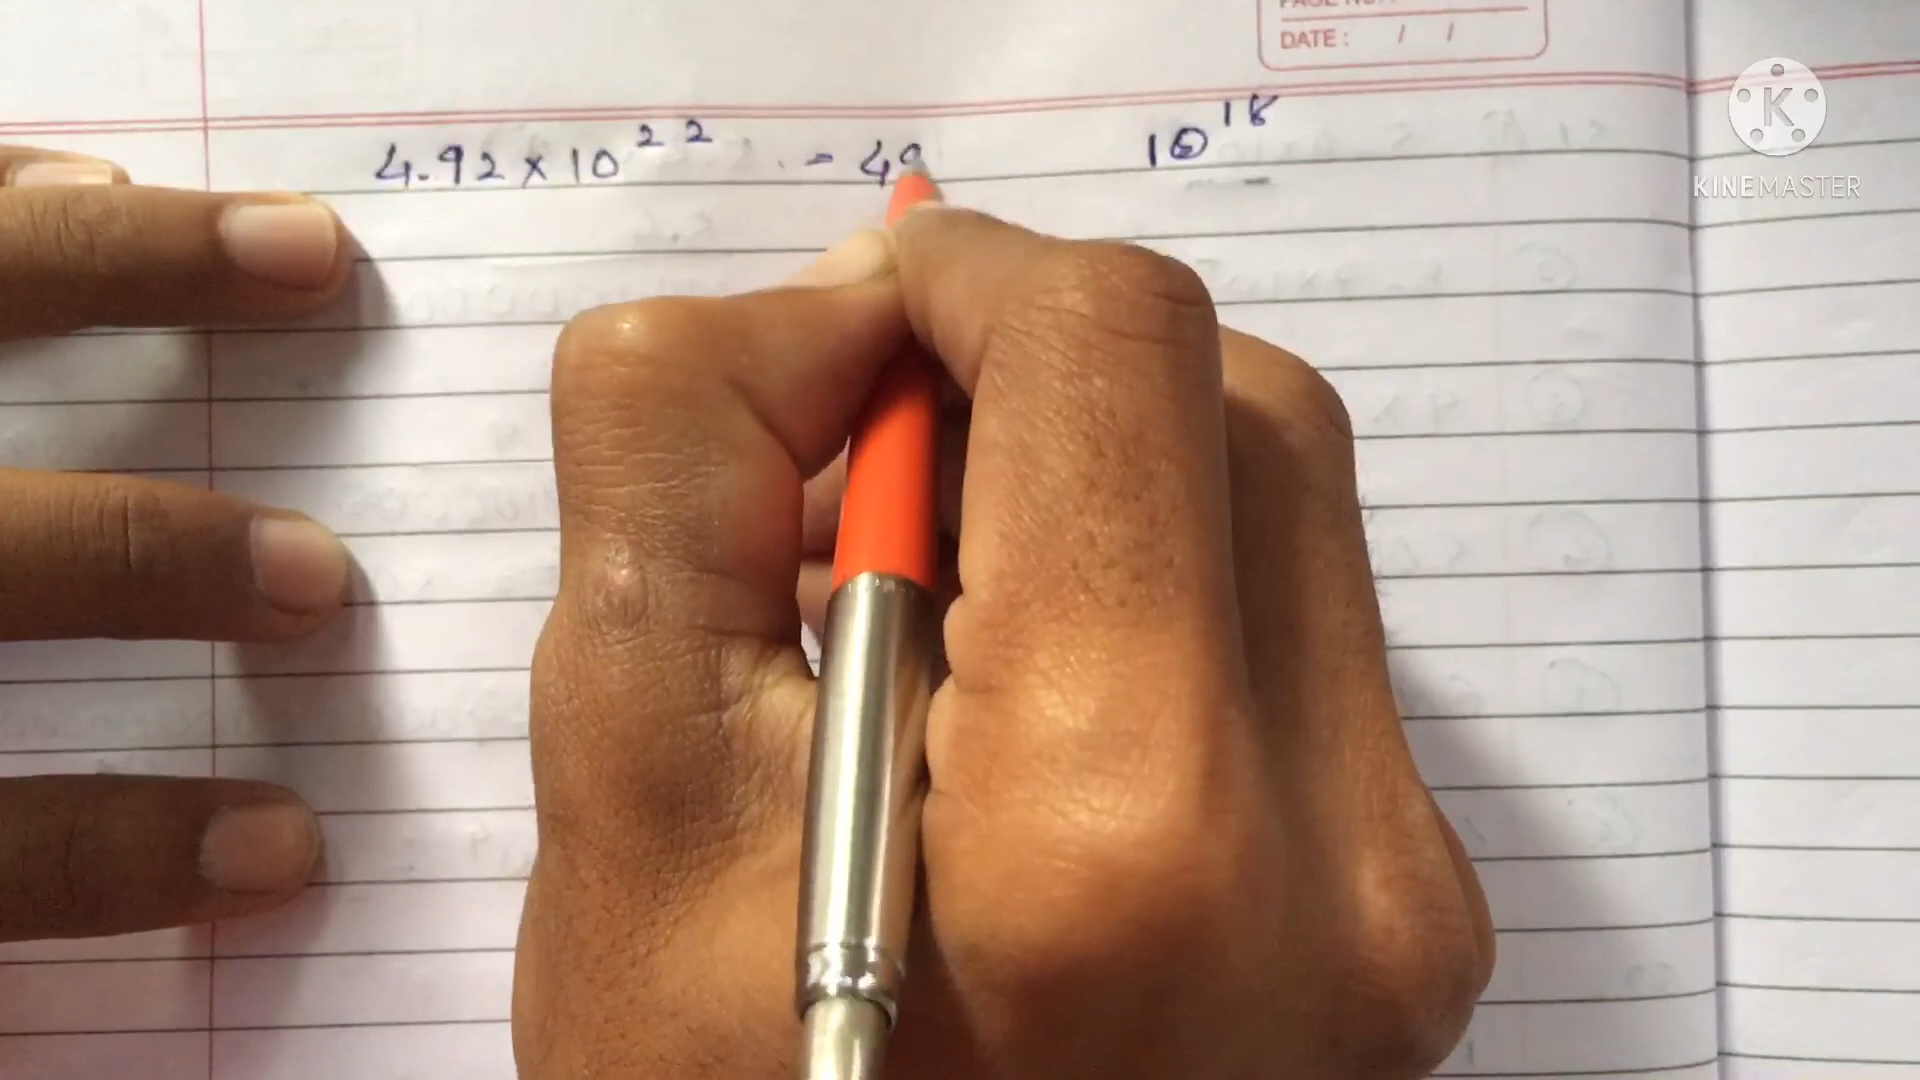 DATE: / /
4.92 × 10²² = 49 10¹⁸
KINEMASTER